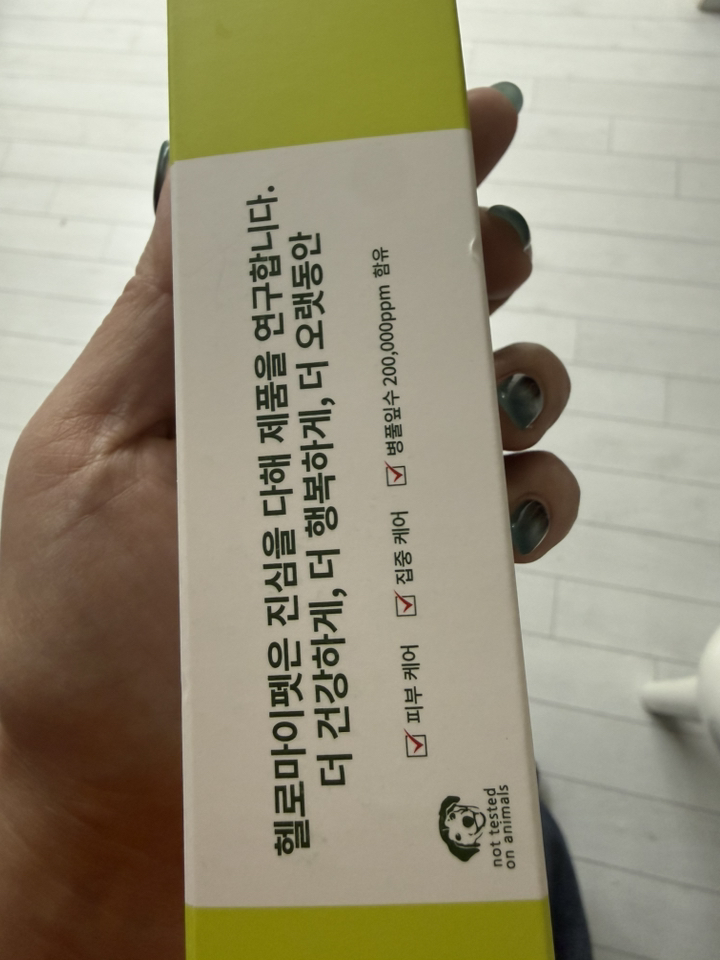 헬로마이펫은 진심을 다해 제품을 연구합니다.
더 건강하게, 더 행복하게, 더 오랫동안
피부 케어 집중 케어 병풀잎수 200,000ppm 함유
not tested
on animals